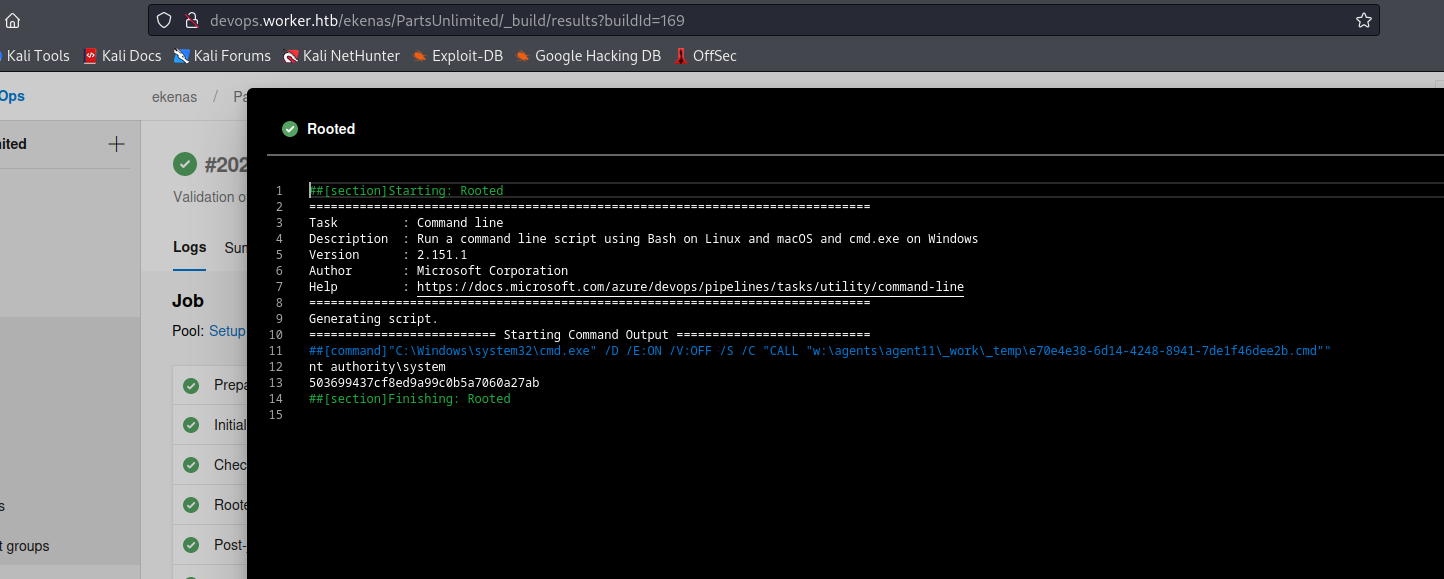 devops.worker.htb/ekenas/PartsUnlimited/_build/results?buildId=169
Kali Tools Kali Docs Kali Forums Kali NetHunter Exploit-DB Google Hacking DB OffSec
Ops ekenas / Pa
ited
#202
Validation o
Logs Sum
Job
Pool: Setup
Prepa
Initial
Chec
Roote
Post-
s
t groups
Rooted
1 ##[section]Starting: Rooted
2 ==============================================================================
3 Task : Command line
4 Description : Run a command line script using Bash on Linux and macOS and cmd.exe on Windows
5 Version : 2.151.1
6 Author : Microsoft Corporation
7 Help : https://docs.microsoft.com/azure/devops/pipelines/tasks/utility/command-line
8 ==============================================================================
9 Generating script.
10 ========================== Starting Command Output ===========================
11 ##[command]"C:\Windows\system32\cmd.exe" /D /E:ON /V:OFF /S /C "CALL "w:\agents\agent11\_work\_temp\e70e4e38-6d14-4248-8941-7de1f46dee2b.cmd""
12 nt authority\system
13 503699437cf8ed9a99c0b5a7060a27ab
14 ##[section]Finishing: Rooted
15